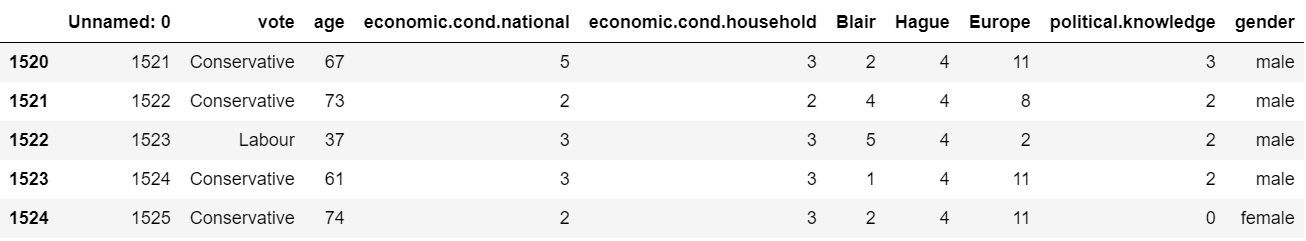 Unnamed: 0 vote age economic.cond.national economic.cond.household Blair Hague Europe political.knowledge gender
1520 1521 Conservative 67 5 3 2 4 11 3 male
1521 1522 Conservative 73 2 2 4 4 8 2 male
1522 1523 Labour 37 3 3 5 4 2 2 male
1523 1524 Conservative 61 3 3 1 4 11 2 male
1524 1525 Conservative 74 2 3 2 4 11 0 female